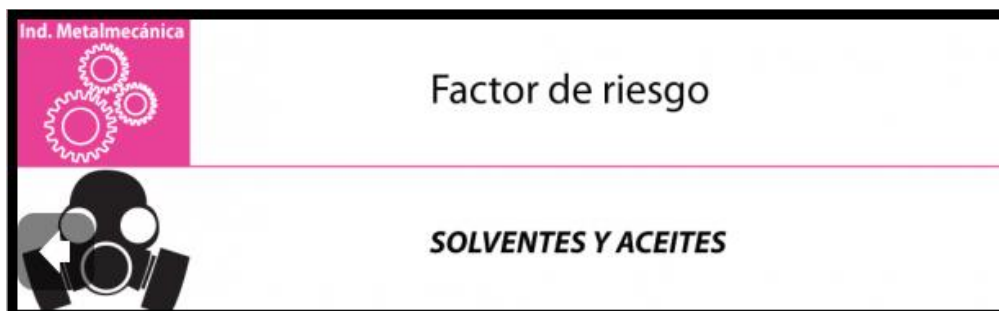 Ind. Metalmecánica
Factor de riesgo
SOLVENTES Y ACEITES